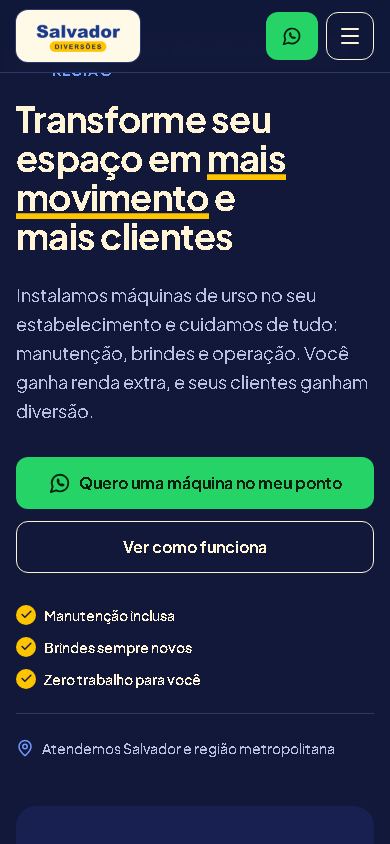 Salvador
DIVERSÕES
REGIÃO
Transforme seu
espaço em mais
movimento e
mais clientes
Instalamos máquinas de urso no seu
estabelecimento e cuidamos de tudo:
manutenção, brindes e operação. Você
ganha renda extra, e seus clientes ganham
diversão.
Quero uma máquina no meu ponto
Ver como funciona
Manutenção inclusa
Brindes sempre novos
Zero trabalho para você
Atendemos Salvador e região metropolitana